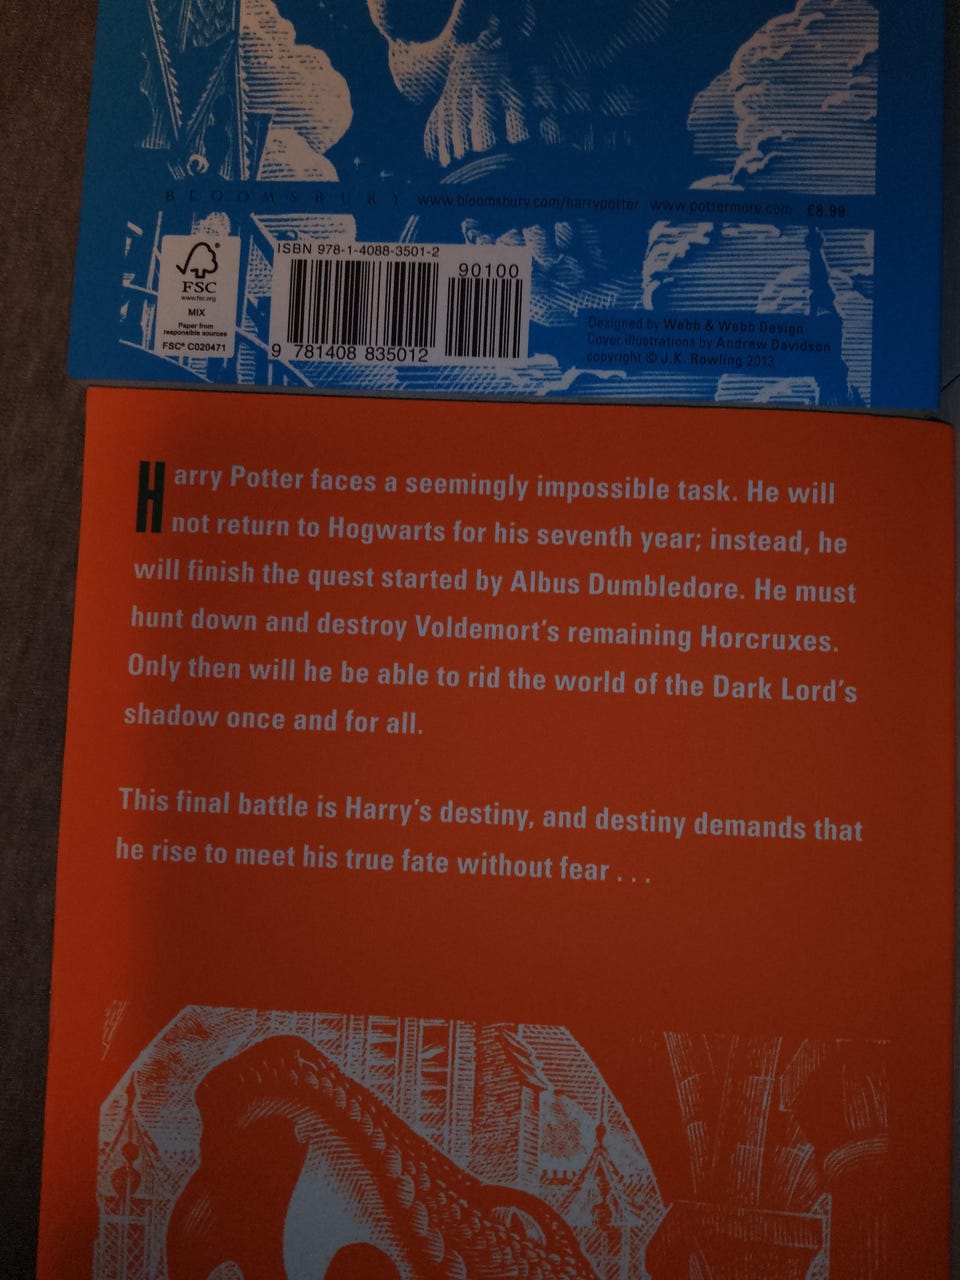 BLOOMSBURY www.bloomsbury.com/harrypotter www.pottermore.com £8.99
FSC
www.fsc.org
MIX
Paper from
responsible sources
FSC® C020471
ISBN 978-1-4088-3501-2
90100
9 781408 835012
Designed by Webb & Webb Design
Cover illustrations by Andrew Davidson
copyright © J.K. Rowling 2013
Harry Potter faces a seemingly impossible task. He will
not return to Hogwarts for his seventh year; instead, he
will finish the quest started by Albus Dumbledore. He must
hunt down and destroy Voldemort's remaining Horcruxes.
Only then will he be able to rid the world of the Dark Lord's
shadow once and for all.
This final battle is Harry's destiny, and destiny demands that
he rise to meet his true fate without fear . . .